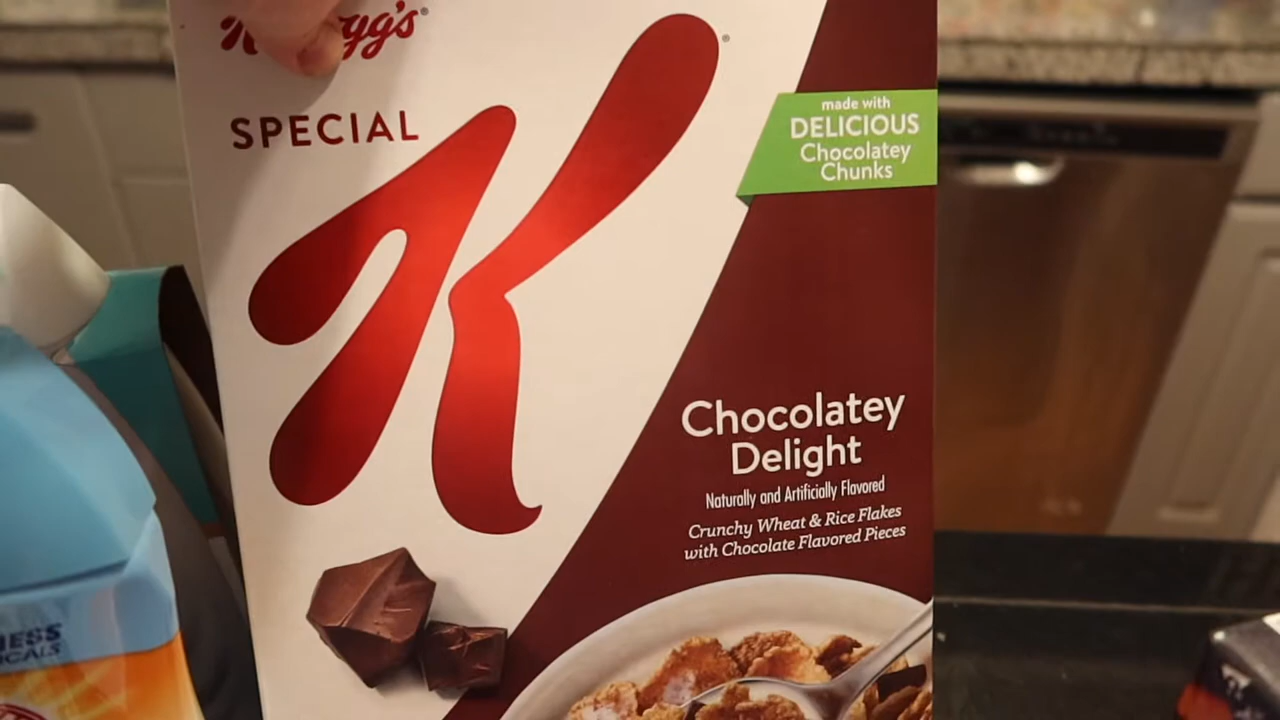 SPECIAL
K
made with
DELICIOUS
Chocolatey
Chunks
Chocolatey
Delight
Naturally and Artificially Flavored
Crunchy Wheat & Rice Flakes
with Chocolate Flavored Pieces